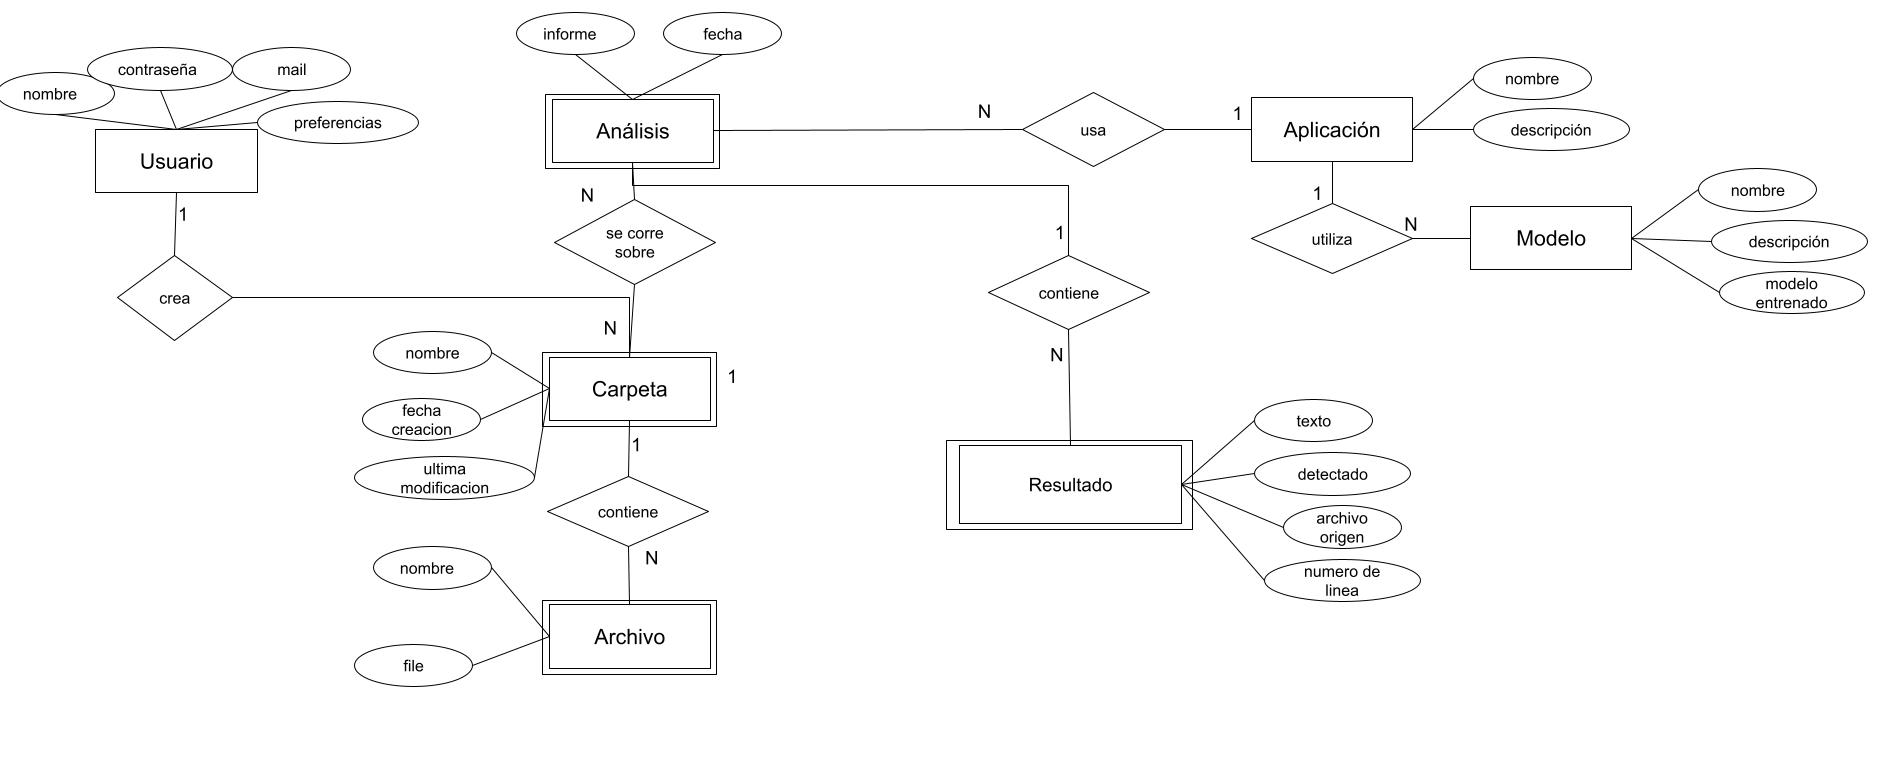 informe
fecha
contraseña
mail
nombre
preferencias
Usuario
Análisis
N
usa
1
Aplicación
nombre
descripción
1
N
se corre
sobre
1
contiene
N
1
utiliza
N
Modelo
nombre
descripción
modelo
entrenado
crea
N
nombre
fecha
creacion
ultima
modificacion
Carpeta
1
1
contiene
N
nombre
file
Archivo
Resultado
texto
detectado
archivo
origen
numero de
linea